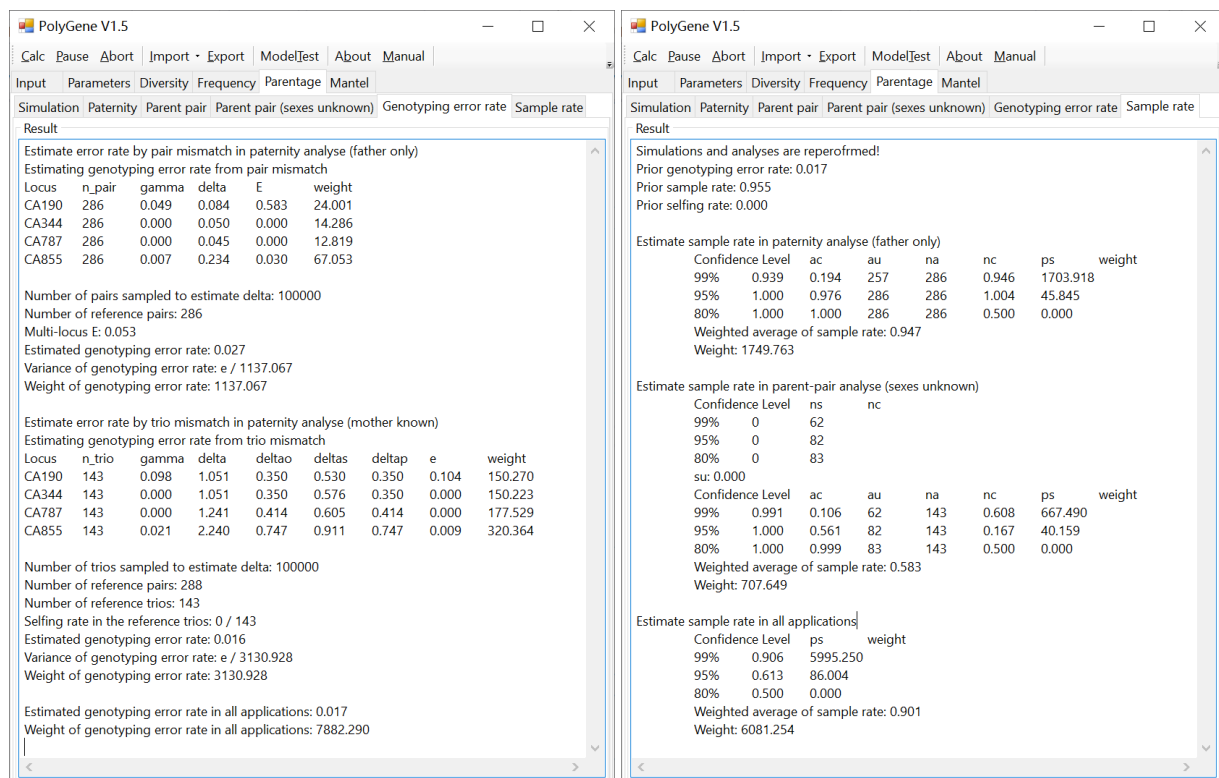 PolyGene V1.5
Calc Pause Abort Import Export ModelTest About Manual
Input Parameters Diversity Frequency Parentage Mantel
Simulation Paternity Parent pair Parent pair (sexes unknown) Genotyping error rate Sample rate
Result
Estimate error rate by pair mismatch in paternity analyse (father only)
Estimating genotyping error rate from pair mismatch
Locus n_pair gamma delta E weight
CA190 286 0.049 0.084 0.583 24.001
CA344 286 0.000 0.050 0.000 14.286
CA787 286 0.000 0.045 0.000 12.819
CA855 286 0.007 0.234 0.030 67.053
Number of pairs sampled to estimate delta: 100000
Number of reference pairs: 286
Multi-locus E: 0.053
Estimated genotyping error rate: 0.027
Variance of genotyping error rate: e / 1137.067
Weight of genotyping error rate: 1137.067
Estimate error rate by trio mismatch in paternity analyse (mother known)
Estimating genotyping error rate from trio mismatch
Locus n_trio gamma delta deltao deltas deltap e weight
CA190 143 0.098 1.051 0.350 0.530 0.350 0.104 150.270
CA344 143 0.000 1.051 0.350 0.576 0.350 0.000 150.223
CA787 143 0.000 1.241 0.414 0.605 0.414 0.000 177.529
CA855 143 0.021 2.240 0.747 0.911 0.747 0.009 320.364
Number of trios sampled to estimate delta: 100000
Number of reference pairs: 288
Number of reference trios: 143
Selfing rate in the reference trios: 0 / 143
Estimated genotyping error rate: 0.016
Variance of genotyping error rate: e / 3130.928
Weight of genotyping error rate: 3130.928
Estimated genotyping error rate in all applications: 0.017
Weight of genotyping error rate in all applications: 7882.290
PolyGene V1.5
Calc Pause Abort Import Export ModelTest About Manual
Input Parameters Diversity Frequency Parentage Mantel
Simulation Paternity Parent pair Parent pair (sexes unknown) Genotyping error rate Sample rate
Result
Simulations and analyses are reperofrmed!
Prior genotyping error rate: 0.017
Prior sample rate: 0.955
Prior selfing rate: 0.000
Estimate sample rate in paternity analyse (father only)
Confidence Level ac au na nc ps weight
99% 0.939 0.194 257 286 0.946 1703.918
95% 1.000 0.976 286 286 1.004 45.845
80% 1.000 1.000 286 286 0.500 0.000
Weighted average of sample rate: 0.947
Weight: 1749.763
Estimate sample rate in parent-pair analyse (sexes unknown)
Confidence Level ns nc
99% 0 62
95% 0 82
80% 0 83
su: 0.000
Confidence Level ac au na nc ps weight
99% 0.991 0.106 62 143 0.608 667.490
95% 1.000 0.561 82 143 0.167 40.159
80% 1.000 0.999 83 143 0.500 0.000
Weighted average of sample rate: 0.583
Weight: 707.649
Estimate sample rate in all applications
Confidence Level ps weight
99% 0.906 5995.250
95% 0.613 86.004
80% 0.500 0.000
Weighted average of sample rate: 0.901
Weight: 6081.254